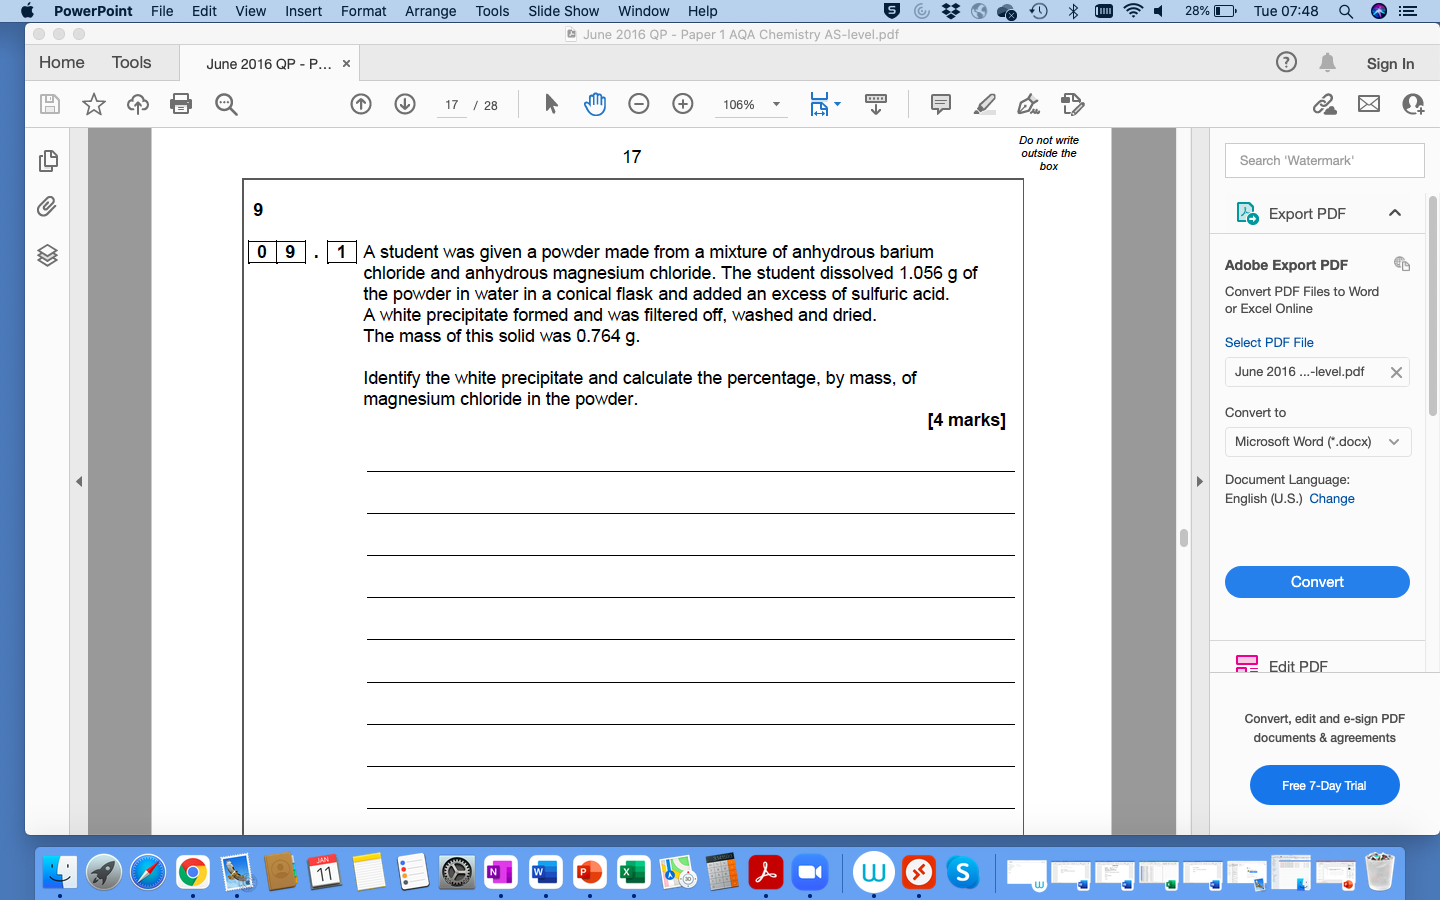 PowerPoint File Edit View Insert Format Arrange Tools Slide Show Window Help 28% Tue 07:48
June 2016 QP - Paper 1 AQA Chemistry AS-level.pdf
Home Tools June 2016 QP - P... × Sign In
17 / 28 106%
17
Do not write
outside the
box
9
0 9 . 1 A student was given a powder made from a mixture of anhydrous barium
chloride and anhydrous magnesium chloride. The student dissolved 1.056 g of
the powder in water in a conical flask and added an excess of sulfuric acid.
A white precipitate formed and was filtered off, washed and dried.
The mass of this solid was 0.764 g.
Identify the white precipitate and calculate the percentage, by mass, of
magnesium chloride in the powder.
[4 marks]
Search 'Watermark'
Export PDF
Adobe Export PDF
Convert PDF Files to Word
or Excel Online
Select PDF File
June 2016 ...-level.pdf
Convert to
Microsoft Word (*.docx)
Document Language:
English (U.S.) Change
Convert
Edit PDF
Convert, edit and e-sign PDF
documents & agreements
Free 7-Day Trial
JAN
11